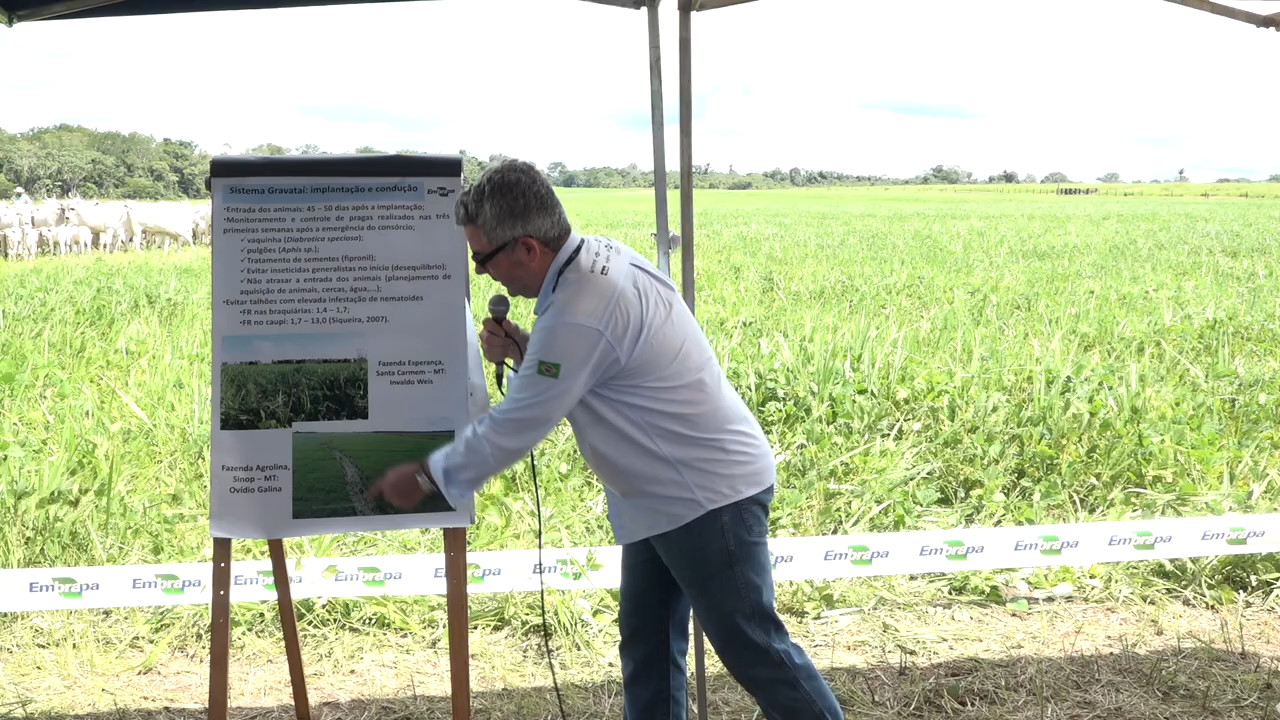 Sistema Gravataí: implantação e condução
Embrapa
•Entrada dos animais: 45 – 50 dias após a implantação;
•Monitoramento e controle de pragas realizados nas três
primeiras semanas após a emergência do consórcio;
✓vaquinha (Diabrotica speciosa);
✓pulgões (Aphis sp.);
✓Tratamento de sementes (fipronil);
✓Evitar inseticidas generalistas no início (desequilíbrio);
✓Não atrasar a entrada dos animais (planejamento de
aquisição de animais, cercas, água,...);
•Evitar talhões com elevada infestação de nematoides
•FR nas braquiárias: 1,4 – 1,7;
•FR no caupi: 1,7 – 13,0 (Siqueira, 2007).
Fazenda Esperança,
Santa Carmem – MT:
Invaldo Weis
Fazenda Agrolina,
Sinop – MT:
Ovídio Galina
Embrapa Embrapa Embrapa Embrapa Embrapa Embrapa Embrapa Embrapa Embrapa Embrapa Embrapa